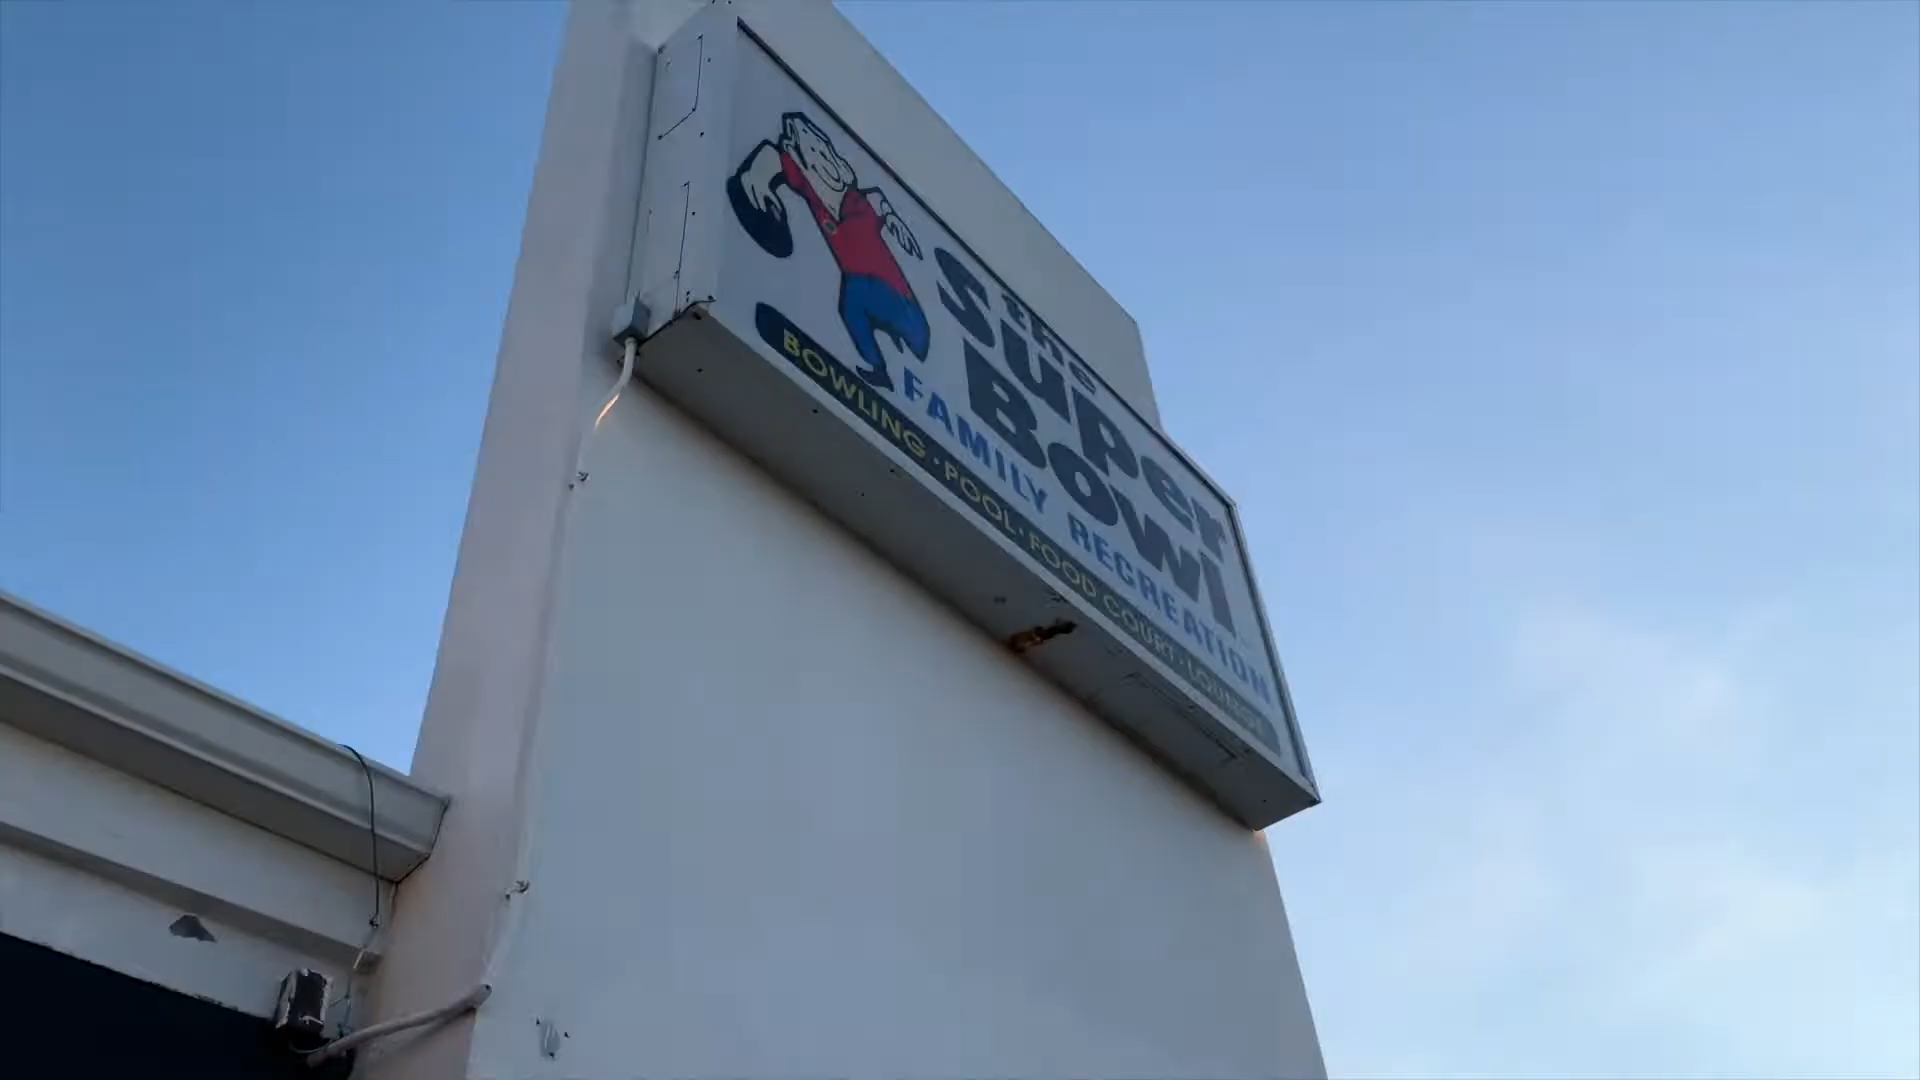 the
Super
Bowl
FAMILY RECREATION
BOWLING · POOL · FOOD COURT · LOUNGE